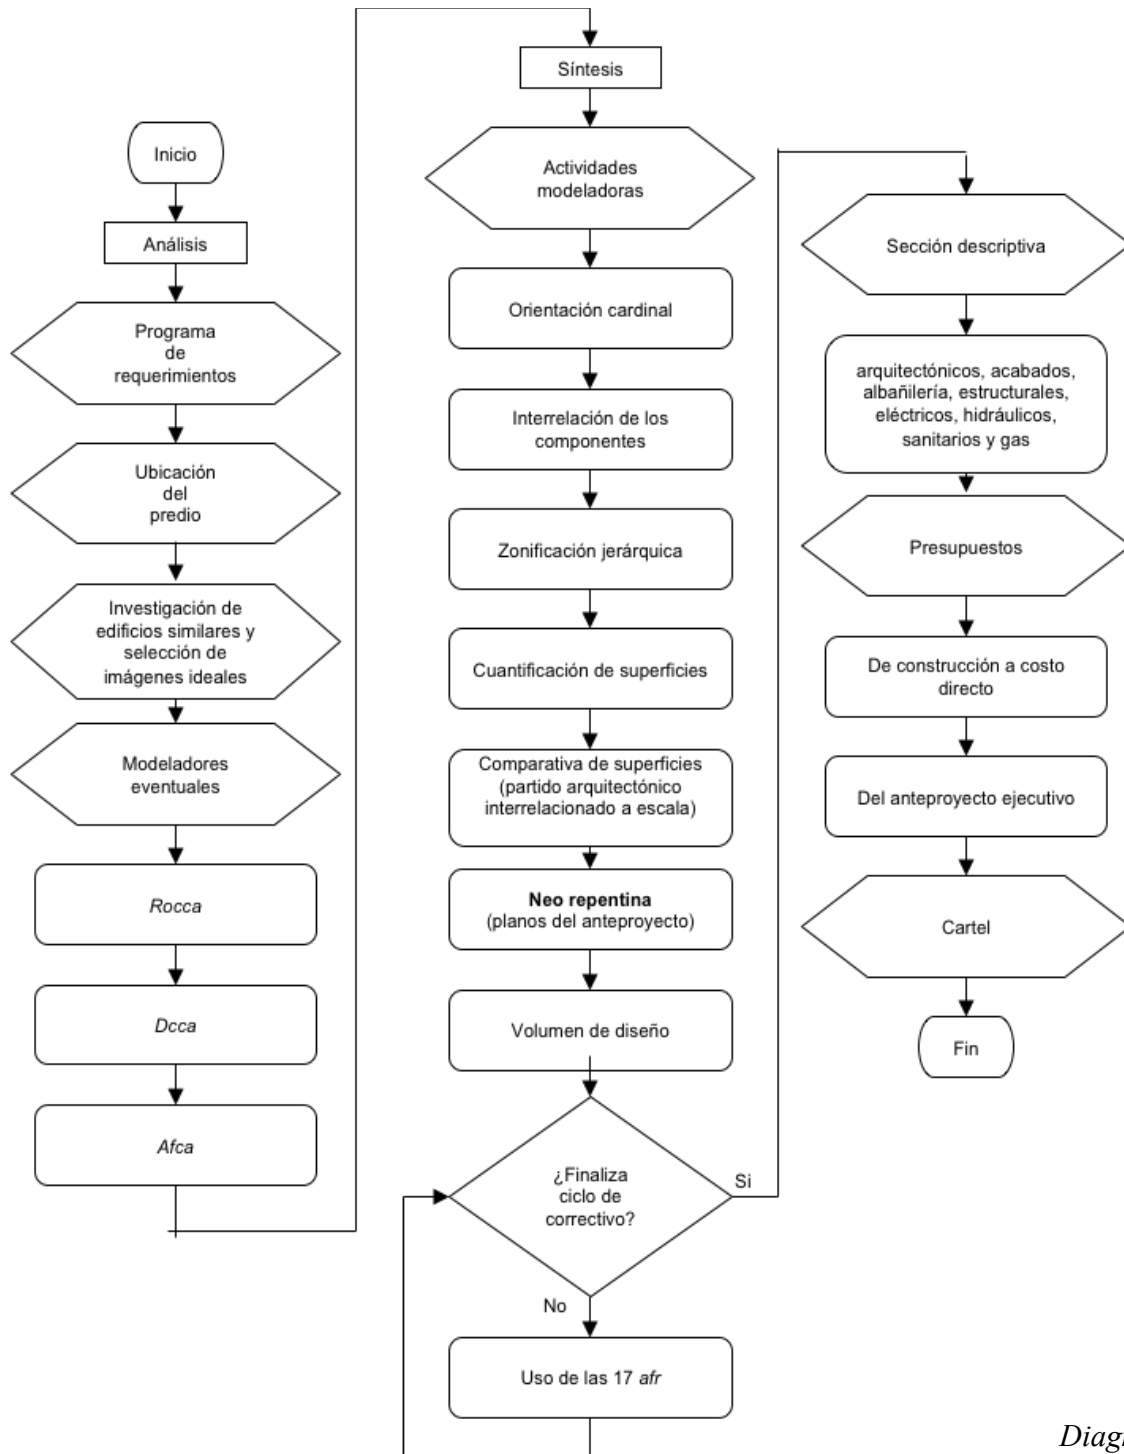 Inicio
Análisis
Programa
de
requerimientos
Ubicación
del
predio
Investigación de
edificios similares y
selección de
imágenes ideales
Modeladores
eventuales
Rocca
Dcca
Afca
Síntesis
Actividades
modeladoras
Orientación cardinal
Interrelación de los
componentes
Zonificación jerárquica
Cuantificación de superficies
Comparativa de superficies
(partido arquitectónico
interrelacionado a escala)
Neo repentina
(planos del anteproyecto)
Volumen de diseño
¿Finaliza
ciclo de
correctivo?
Si
No
Uso de las 17 afr
Sección descriptiva
arquitectónicos, acabados,
albañilería, estructurales,
eléctricos, hidráulicos,
sanitarios y gas
Presupuestos
De construcción a costo
directo
Del anteproyecto ejecutivo
Cartel
Fin